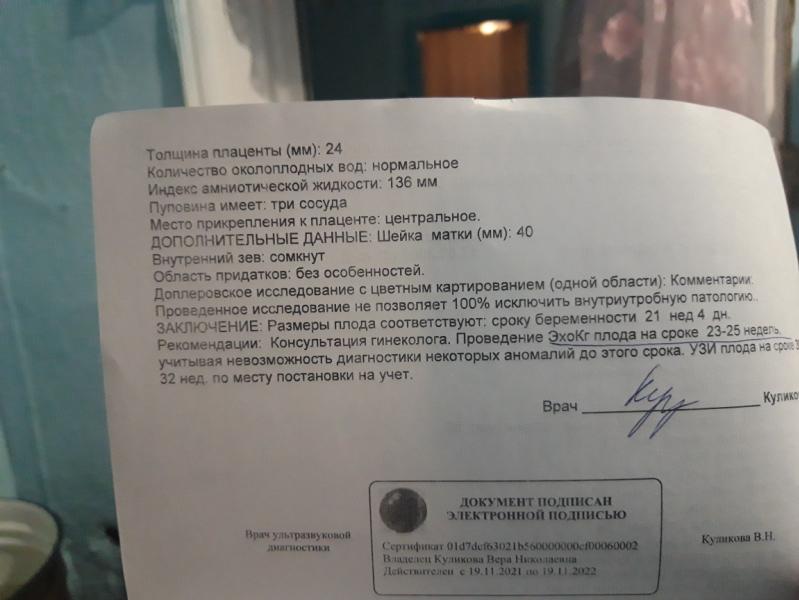 Толщина плаценты (мм): 24
Количество околоплодных вод: нормальное
Индекс амниотической жидкости: 136 мм
Пуповина имеет: три сосуда
Место прикрепления к плаценте: центральное.
ДОПОЛНИТЕЛЬНЫЕ ДАННЫЕ: Шейка матки (мм): 40
Внутренний зев: сомкнут
Область придатков: без особенностей.
Доплеровское исследование с цветным картированием (одной области): Комментарии:
Проведенное исследование не позволяет 100% исключить внутриутробную патологию..
ЗАКЛЮЧЕНИЕ: Размеры плода соответствуют: сроку беременности 21 нед 4 дн.
Рекомендации: Консультация гинеколога. Проведение ЭхоКг плода на сроке 23-25 недель.
учитывая невозможность диагностики некоторых аномалий до этого срока. УЗИ плода на сроке
32 нед. по месту постановки на учет.
Врач Кулико
ДОКУМЕНТ ПОДПИСАН
ЭЛЕКТРОННОЙ ПОДПИСЬЮ
Врач ультразвуковой
диагностики
Сертификат 01d7dcf63021b560000000cf00060002
Владелец Куликова Вера Николаевна
Действителен с 19.11.2021 по 19.11.2022
Куликова В.Н.